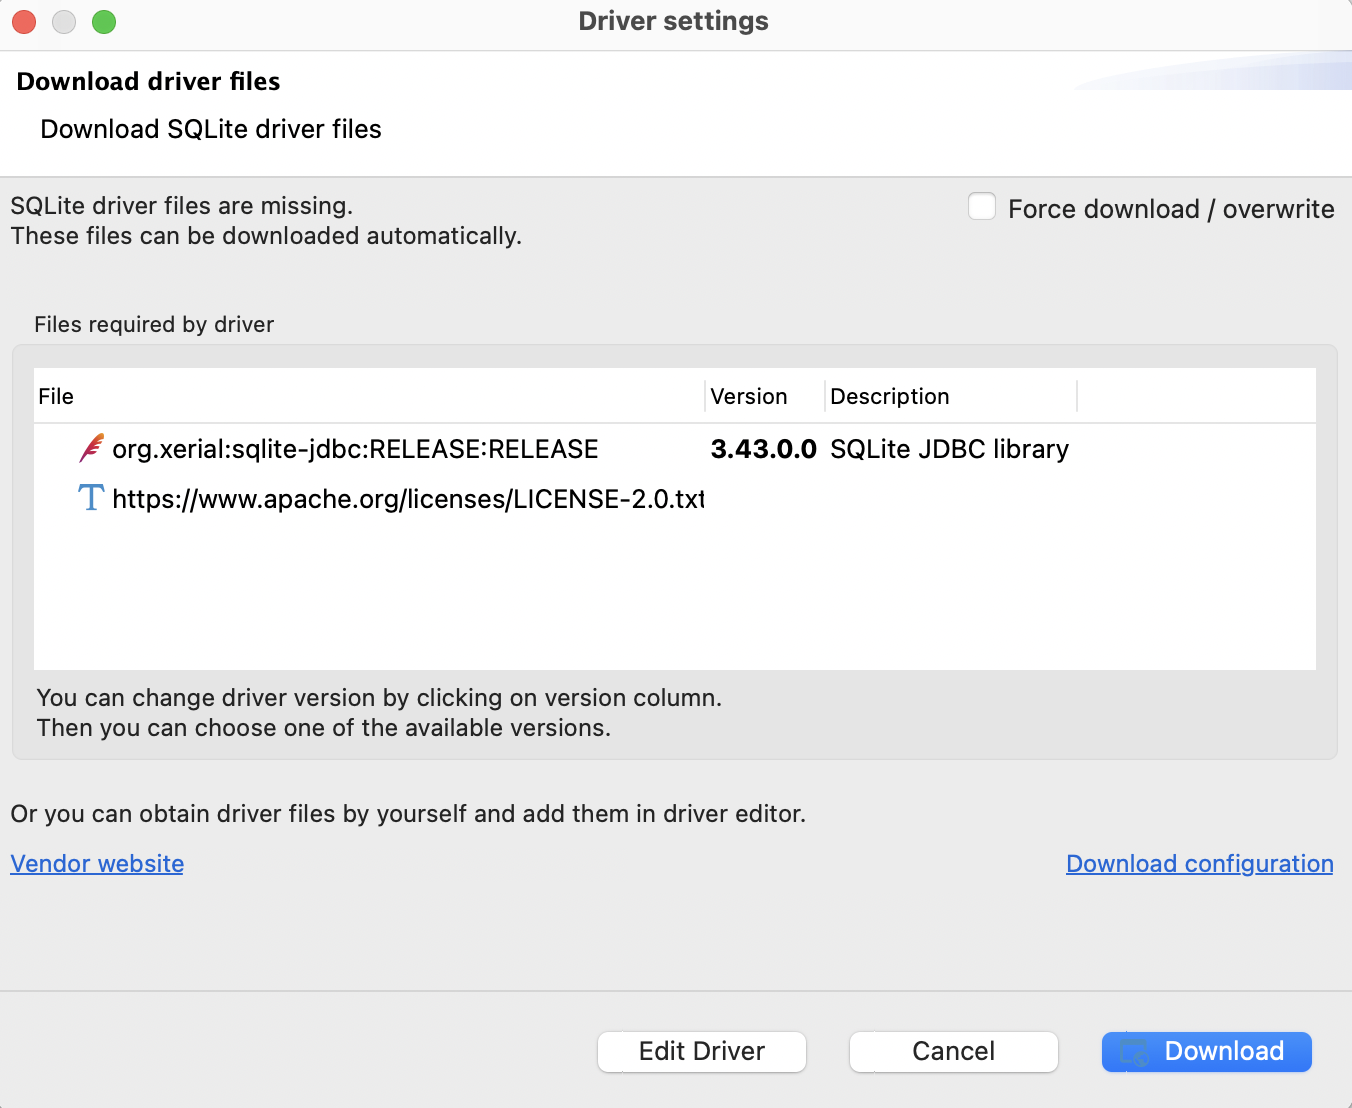 Driver settings
Download driver files
Download SQLite driver files
SQLite driver files are missing.
These files can be downloaded automatically.
Force download / overwrite
Files required by driver
File Version Description
org.xerial:sqlite-jdbc:RELEASE:RELEASE 3.43.0.0 SQLite JDBC library
https://www.apache.org/licenses/LICENSE-2.0.txt
You can change driver version by clicking on version column.
Then you can choose one of the available versions.
Or you can obtain driver files by yourself and add them in driver editor.
Vendor website Download configuration
Edit Driver Cancel Download